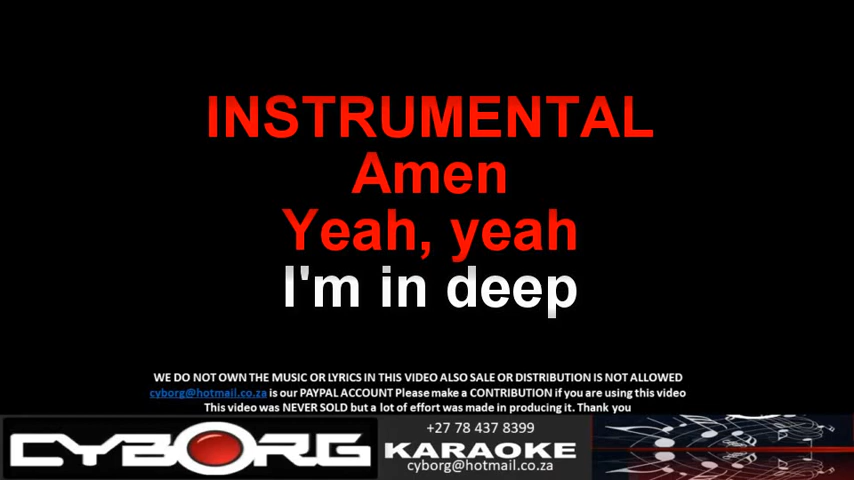 INSTRUMENTAL
Amen
Yeah, yeah
I'm in deep
WE DO NOT OWN THE MUSIC OR LYRICS IN THIS VIDEO ALSO SALE OR DISTRIBUTION IS NOT ALLOWED
cyborg@hotmail.co.za is our PAYPAL ACCOUNT Please make a CONTRIBUTION if you are using this video
This video was NEVER SOLD but a lot of effort was made in producing it. Thank you
CYBORG
+27 78 437 8399
KARAOKE
cyborg@hotmail.co.za